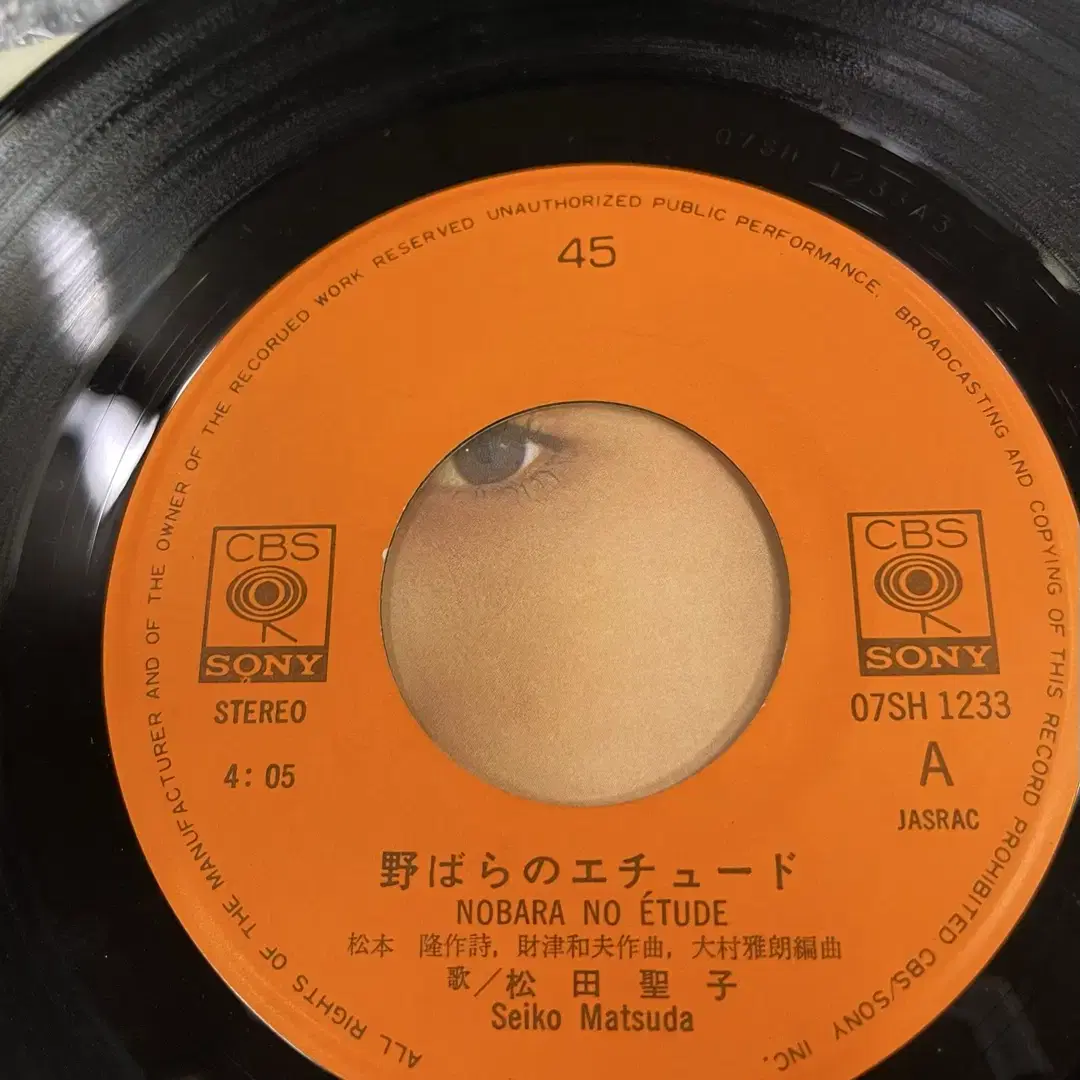 07SH 1233A3
ALL RIGHTS OF THE MANUFACTURER AND OF THE OWNER OF THE RECORDED WORK RESERVED UNAUTHORIZED PUBLIC PERFORMANCE. BROADCASTING AND COPYING OF THIS RECORD PROHIBITED CBS/SONY INC.
45
CBS
SONY
STEREO
4:05
CBS
SONY
07SH 1233
A
JASRAC
野ばらのエチュード
NOBARA NO ÉTUDE
松本 隆作詩, 財津和夫作曲, 大村雅朗編曲
歌/松田聖子
Seiko Matsuda